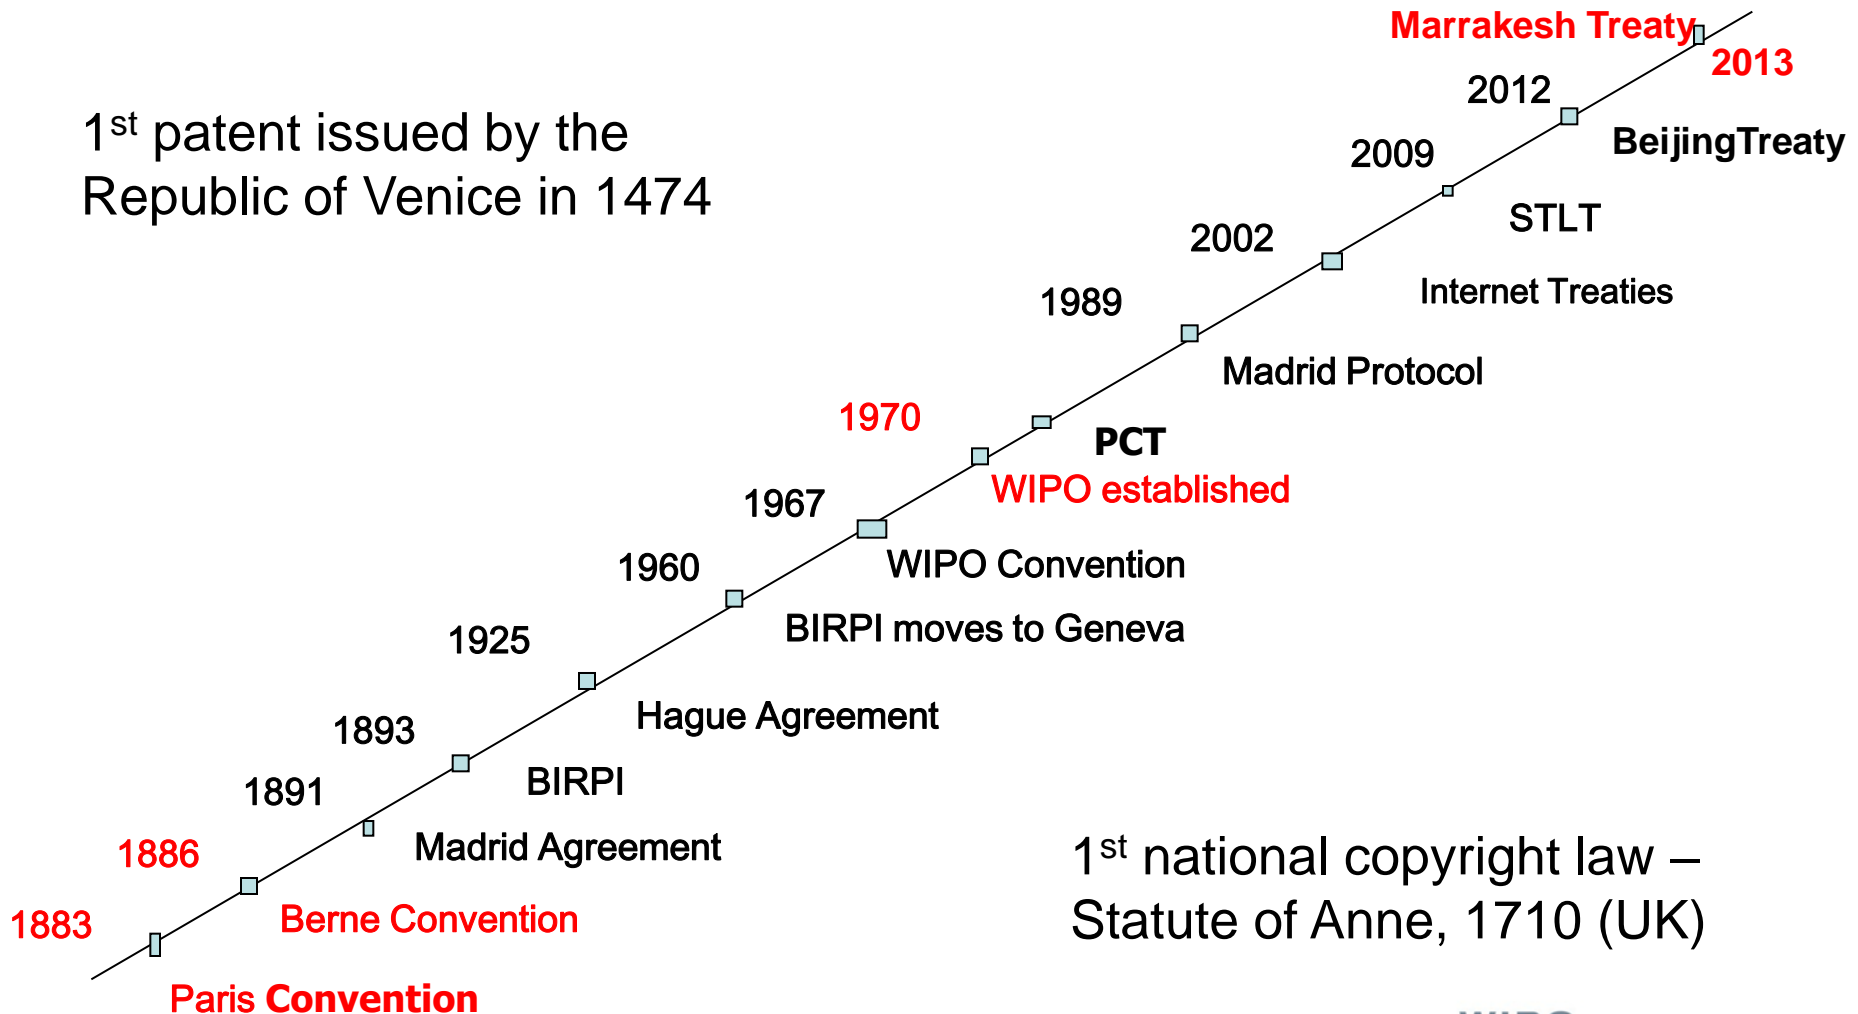 Marrakesh Treaty
2013
2012
BeijingTreaty
1st patent issued by the
Republic of Venice in 1474
2009
STLT
2002
Internet Treaties
1989
Madrid Protocol
1970
PCT
WIPO established
1967
WIPO Convention
1960
BIRPI moves to Geneva
1925
Hague Agreement
1893
BIRPI
1891
Madrid Agreement
1886
Berne Convention
1883
Paris Convention
1st national copyright law –
Statute of Anne, 1710 (UK)